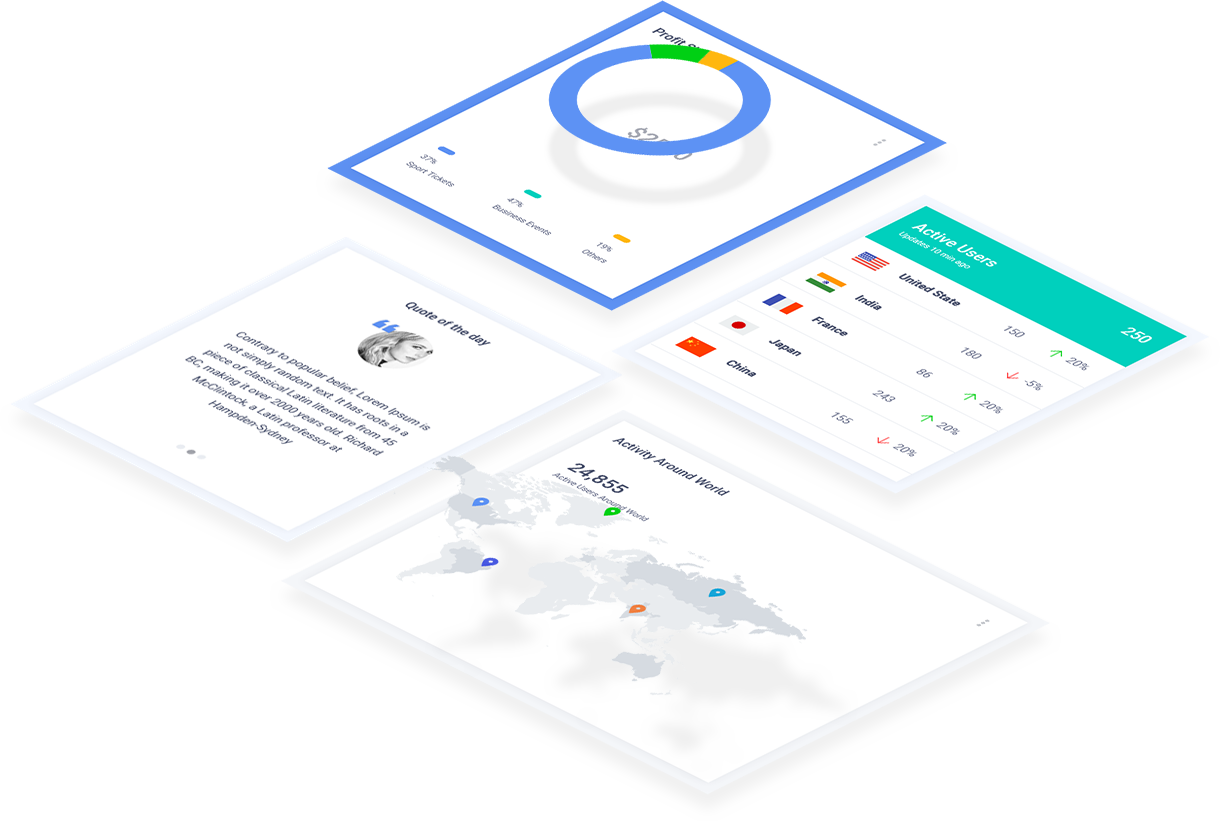 Profit
37%
Sport Tickets
47%
Business Events
19%
Others
Active Users
Updates 10 min ago
250
United State
150
20%
India
180
-5%
France
86
20%
Japan
243
20%
China
155
20%
Quote of the day
Contrary to popular belief, Lorem Ipsum is
not simply random text. It has roots in a
piece of classical Latin literature from 45
BC, making it over 2000 years old. Richard
McClintock, a Latin professor at
Hampden-Sydney
Activity Around World
24,855
Active Users Around World